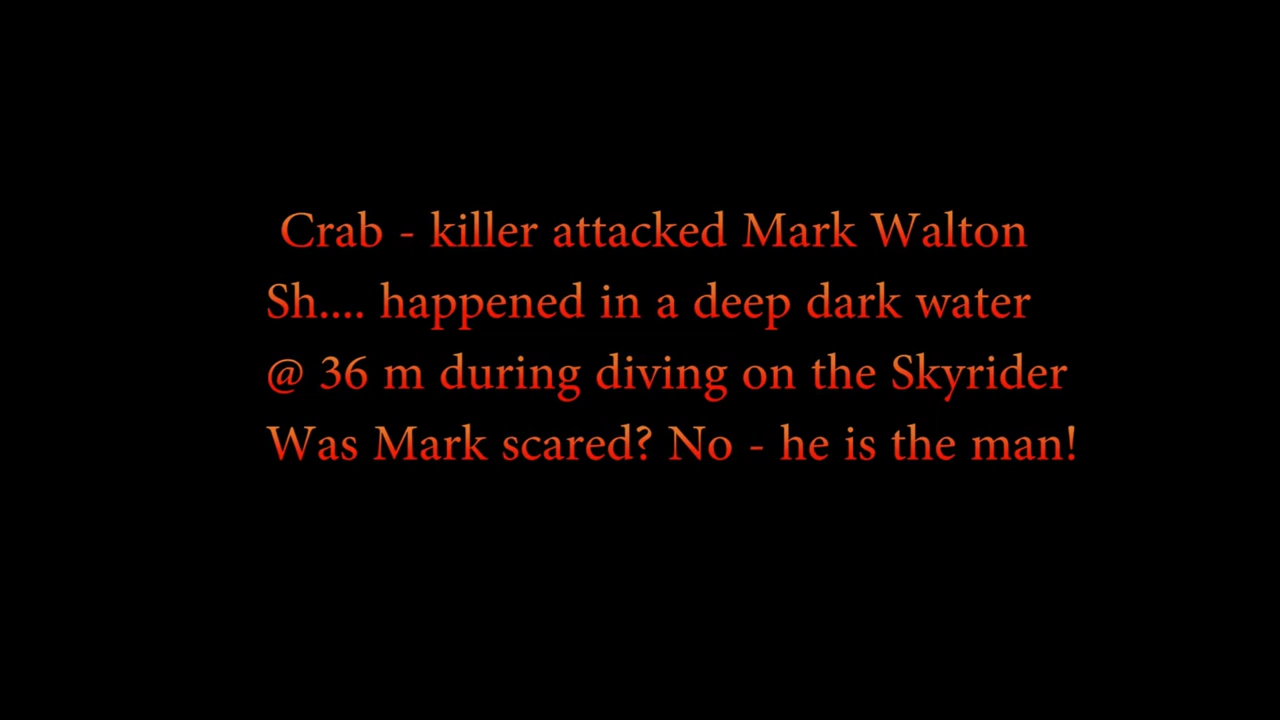 Crab - killer attacked Mark Walton
Sh.... happened in a deep dark water
@ 36 m during diving on the Skyrider
Was Mark scared? No - he is the man!